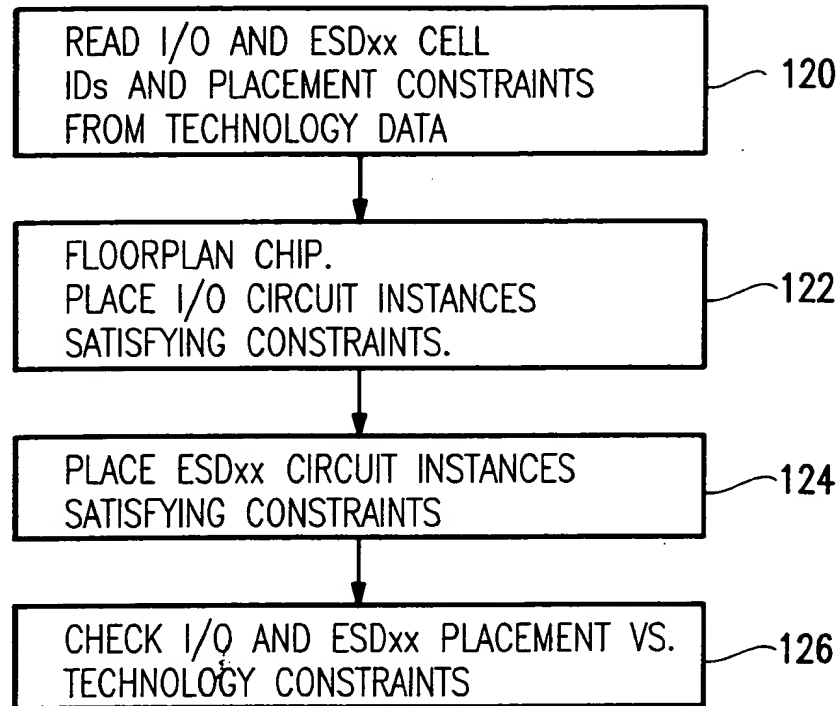 READ I/O AND ESDxx CELL
IDs AND PLACEMENT CONSTRAINTS
FROM TECHNOLOGY DATA
120
FLOORPLAN CHIP.
PLACE I/O CIRCUIT INSTANCES
SATISFYING CONSTRAINTS.
122
PLACE ESDxx CIRCUIT INSTANCES
SATISFYING CONSTRAINTS
124
CHECK I/O AND ESDxx PLACEMENT VS.
TECHNOLOGY CONSTRAINTS
126